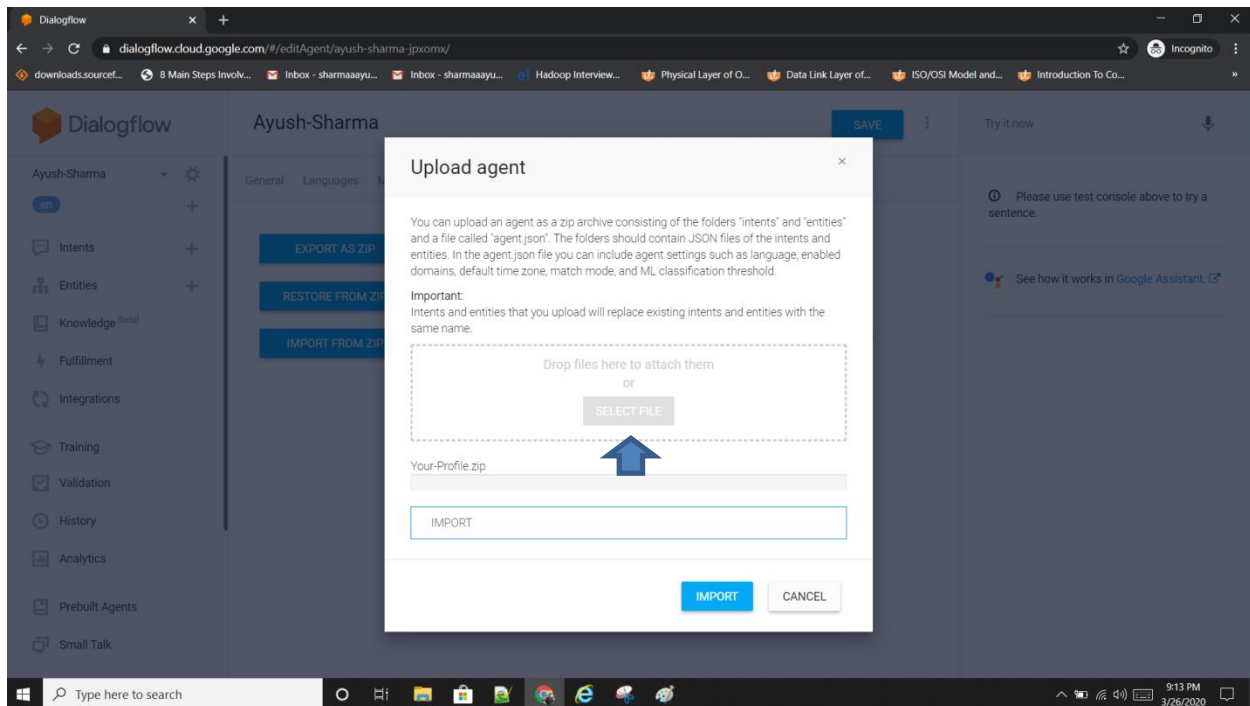 Dialogflow
dialogflow.cloud.google.com/#/editAgent/ayush-sharma-jpxomx/
Incognito
downloads.sourcef...
8 Main Steps Involv...
Inbox - sharmaaayu...
Inbox - sharmaaayu...
Hadoop Interview...
Physical Layer of O...
Data Link Layer of...
ISO/OSI Model and...
Introduction To Co...
»
Dialogflow
Ayush-Sharma
SAVE
Try it now
Ayush-Sharma
en
Intents
Entities
Knowledge [beta]
Fulfillment
Integrations
Training
Validation
History
Analytics
Prebuilt Agents
Small Talk
General
Languages
M
EXPORT AS ZIP
RESTORE FROM ZIP
IMPORT FROM ZIP
Upload agent
You can upload an agent as a zip archive consisting of the folders "intents" and "entities"
and a file called "agent.json". The folders should contain JSON files of the intents and
entities. In the agent.json file you can include agent settings such as language, enabled
domains, default time zone, match mode, and ML classification threshold.
Important:
Intents and entities that you upload will replace existing intents and entities with the
same name.
Drop files here to attach them
or
SELECT FILE
Your-Profile.zip
IMPORT
IMPORT
CANCEL
Please use test console above to try a
sentence.
See how it works in Google Assistant.
Type here to search
9:13 PM
3/26/2020